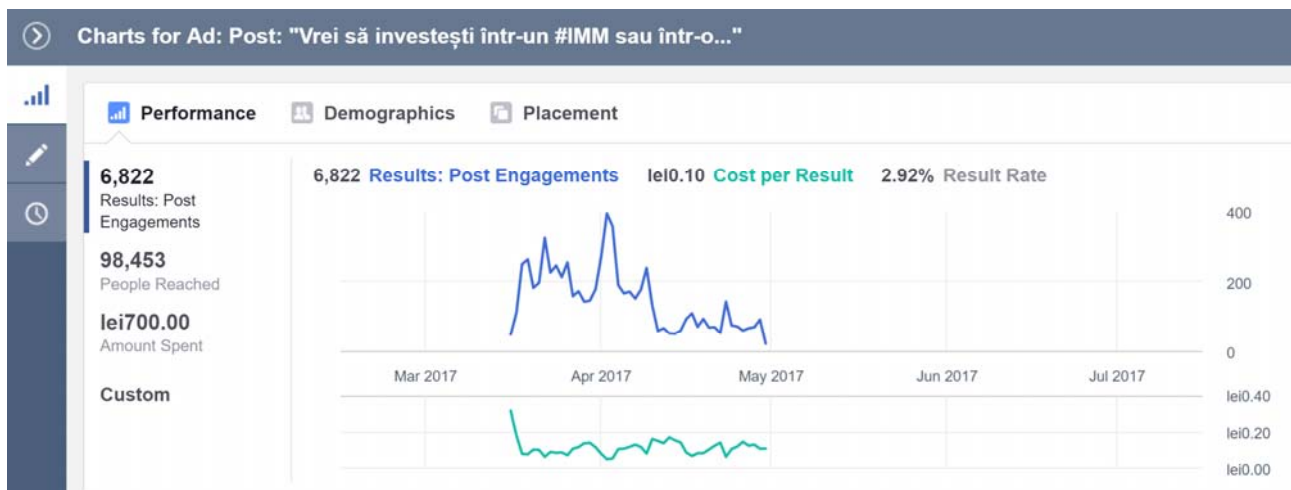 Charts for Ad: Post: "Vrei să investești într-un #IMM sau într-o..."
Performance Demographics Placement
6,822
Results: Post
Engagements
98,453
People Reached
lei700.00
Amount Spent
Custom
6,822 Results: Post Engagements lei0.10 Cost per Result 2.92% Result Rate
400
200
0
Mar 2017 Apr 2017 May 2017 Jun 2017 Jul 2017
lei0.40
lei0.20
lei0.00